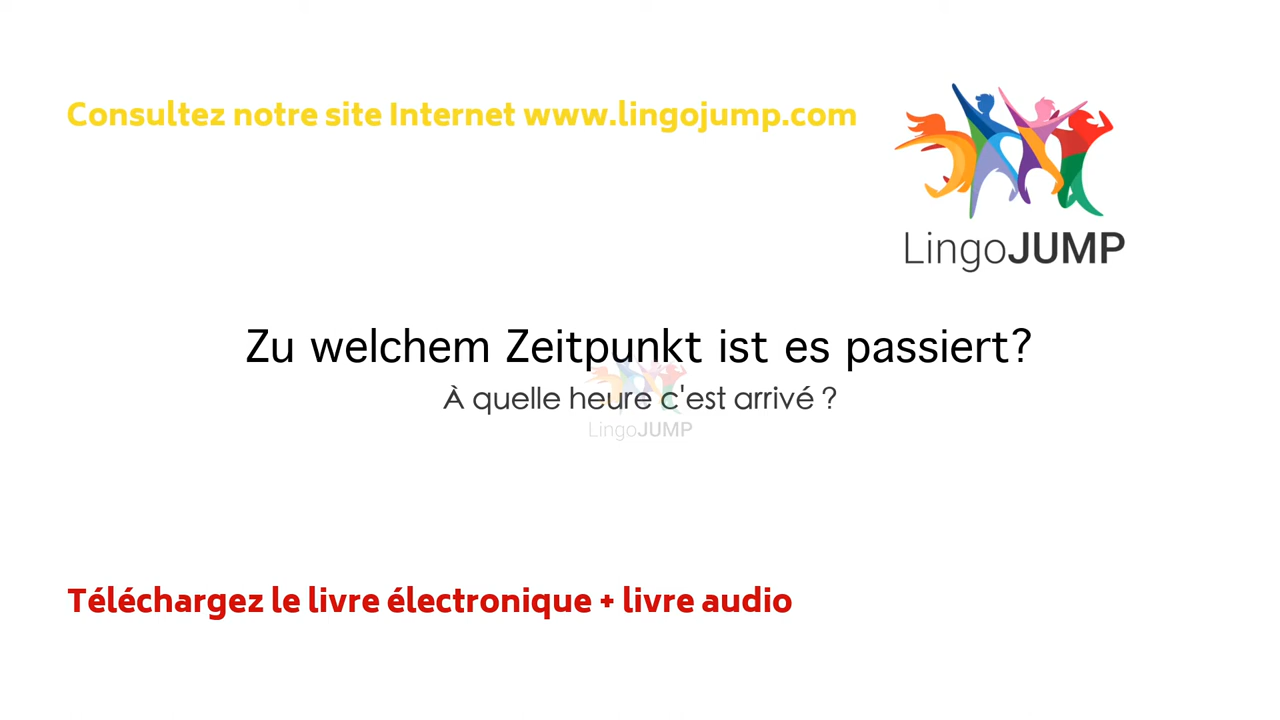 Consultez notre site Internet www.lingojump.com
LingoJUMP
Zu welchem Zeitpunkt ist es passiert?
À quelle heure c'est arrivé ?
LingoJUMP
Téléchargez le livre électronique + livre audio